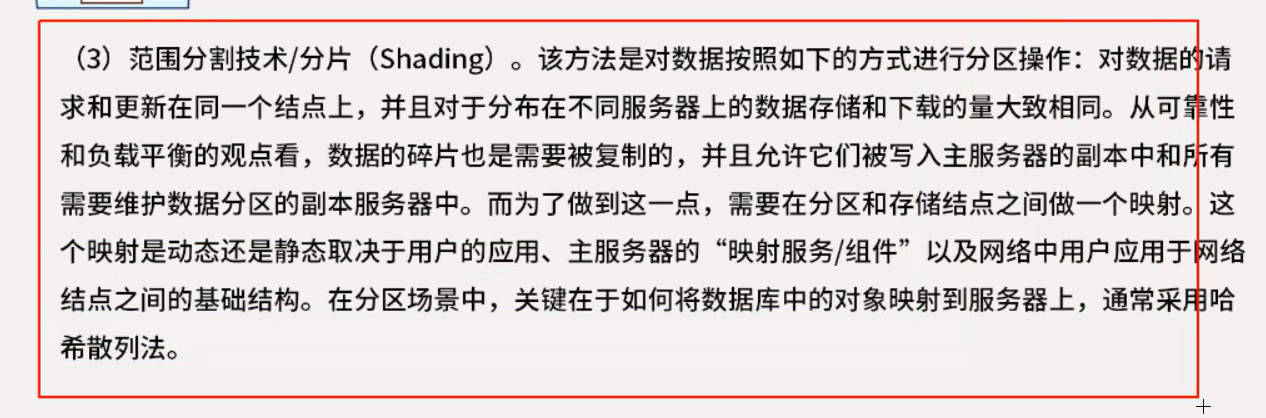 （3）范围分割技术/分片（Shading）。该方法是对数据按照如下的方式进行分区操作：对数据的请
求和更新在同一个结点上，并且对于分布在不同服务器上的数据存储和下载的量大致相同。从可靠性
和负载平衡的观点看，数据的碎片也是需要被复制的，并且允许它们被写入主服务器的副本中和所有
需要维护数据分区的副本服务器中。而为了做到这一点，需要在分区和存储结点之间做一个映射。这
个映射是动态还是静态取决于用户的应用、主服务器的“映射服务/组件”以及网络中用户应用于网络
结点之间的基础结构。在分区场景中，关键在于如何将数据库中的对象映射到服务器上，通常采用哈
希散列法。